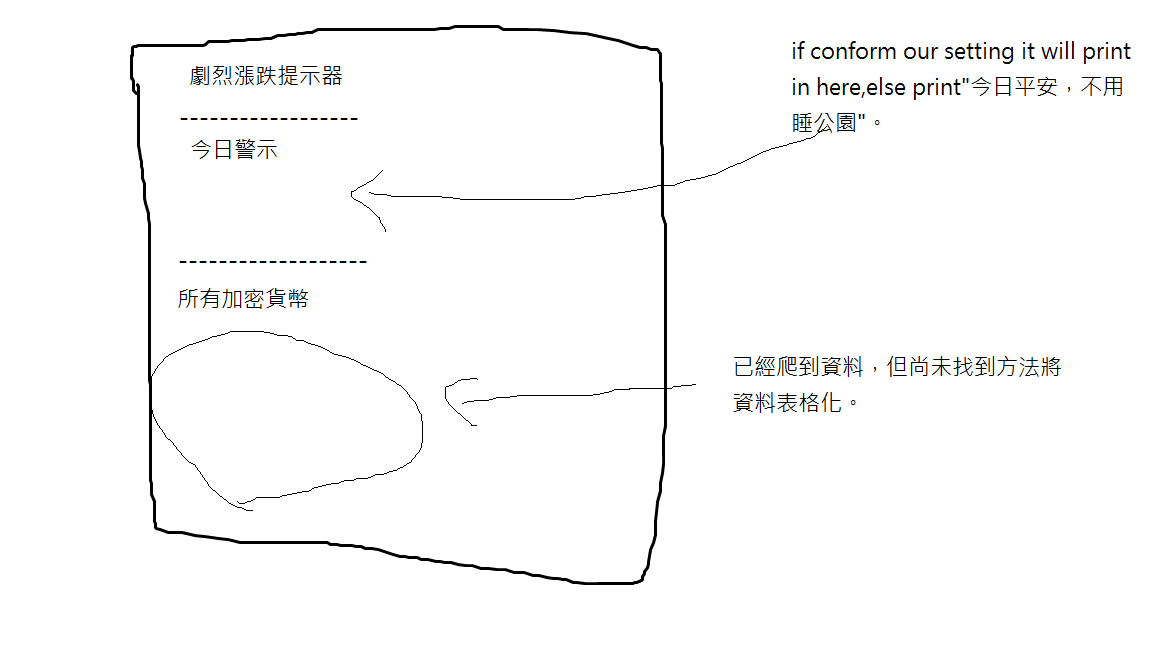 劇烈漲跌提示器
------------------
今日警示
-------------------
所有加密貨幣
if conform our setting it will print
in here,else print"今日平安，不用
睡公園"。
已經爬到資料，但尚未找到方法將
資料表格化。